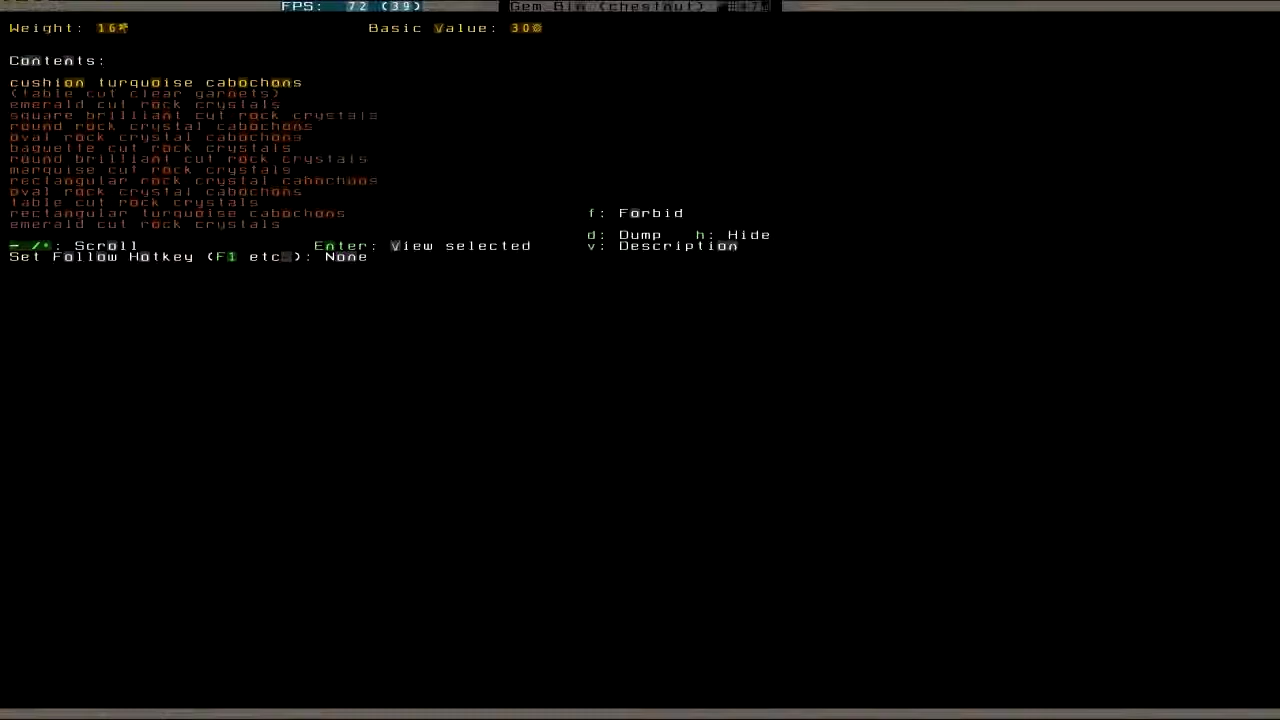 FPS: 72 (39) Gem Bin (chestnut)
Weight: 16 Basic Value: 30☼
Contents:
cushion turquoise cabochons
(table cut clear garnets)
emerald cut rock crystals
square brilliant cut rock crystals
round rock crystal cabochons
oval rock crystal cabochons
baguette cut rock crystals
round brilliant cut rock crystals
marquise cut rock crystals
rectangular rock crystal cabochons
oval rock crystal cabochons
table cut rock crystals
rectangular turquoise cabochons
f: Forbid
emerald cut rock crystals
d: Dump h: Hide
- /*: Scroll Enter: View selected v: Description
Set Follow Hotkey (F1 etc.): None